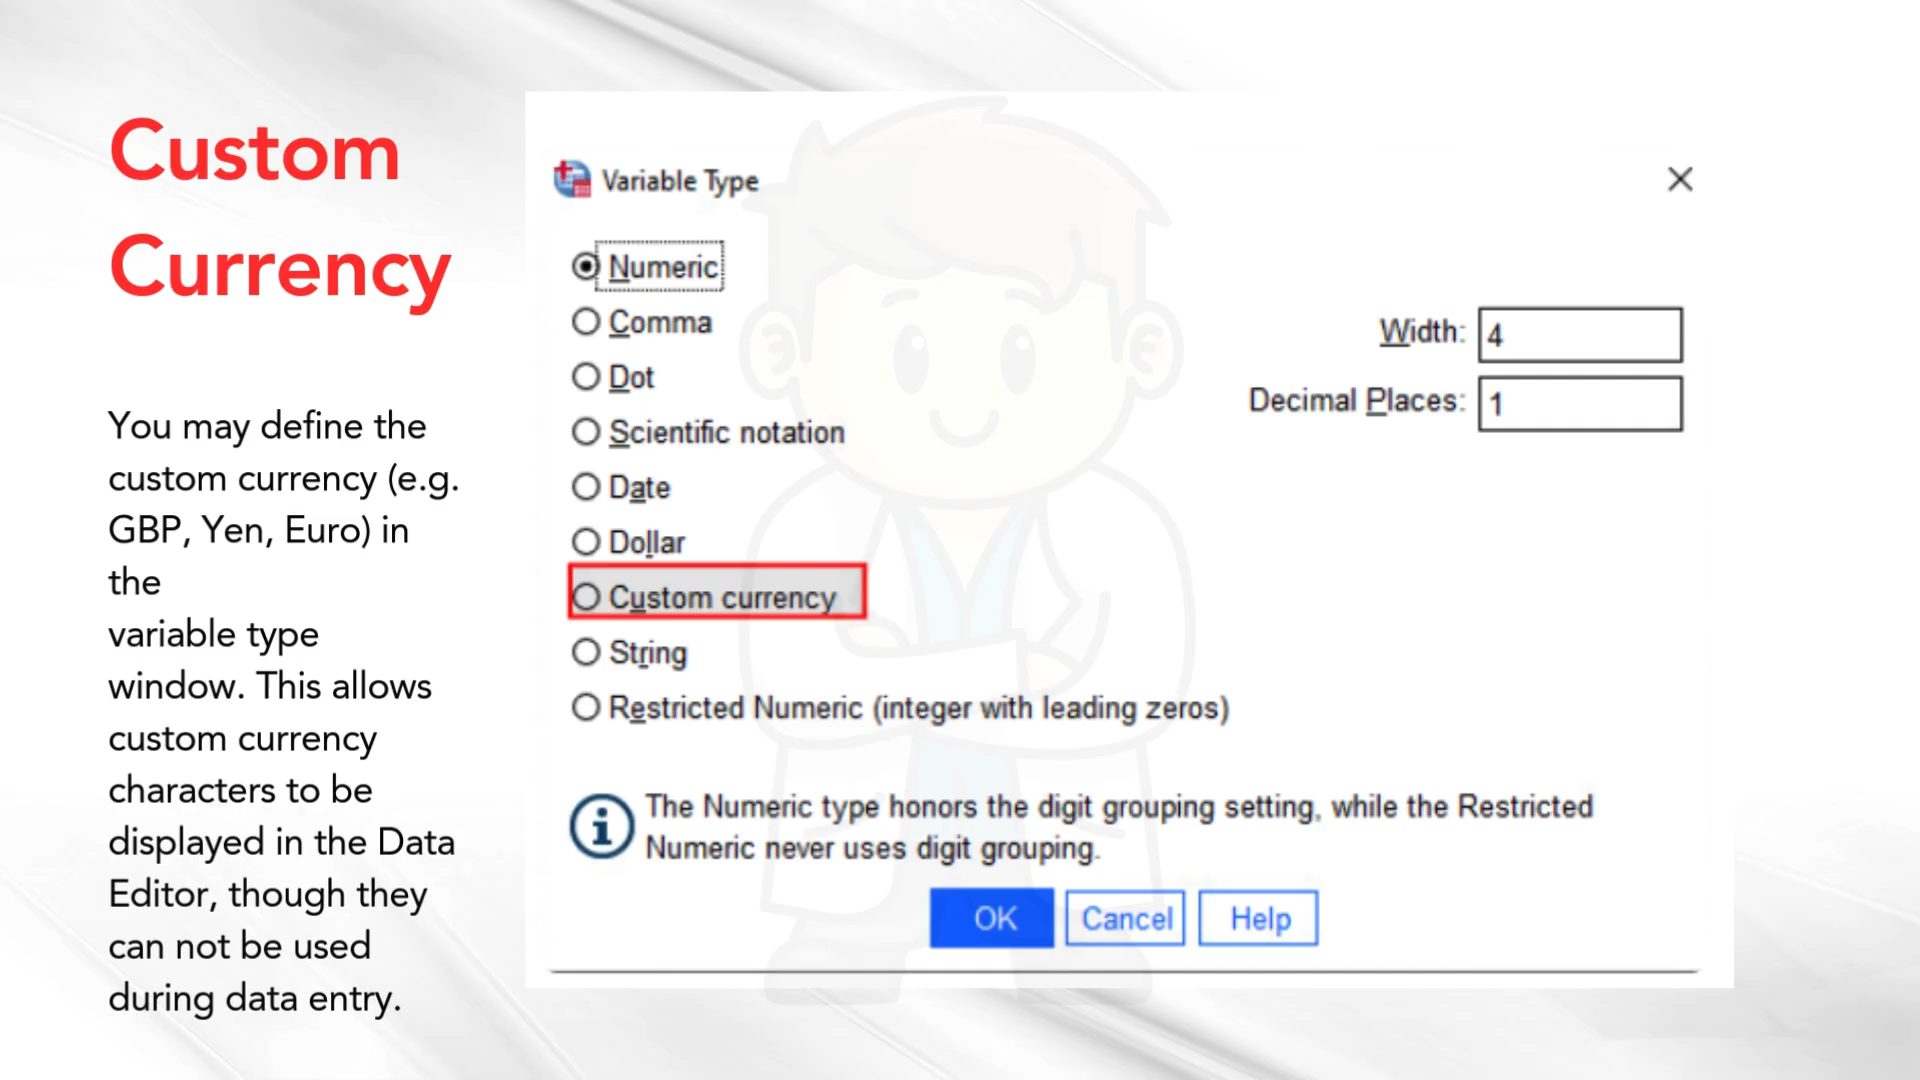 Custom
Currency
You may define the
custom currency (e.g.
GBP, Yen, Euro) in
the
variable type
window. This allows
custom currency
characters to be
displayed in the Data
Editor, though they
can not be used
during data entry.
Variable Type
Numeric
Comma
Dot
Scientific notation
Date
Dollar
Custom currency
String
Restricted Numeric (integer with leading zeros)
Width: 4
Decimal Places: 1
The Numeric type honors the digit grouping setting, while the Restricted
Numeric never uses digit grouping.
OK Cancel Help